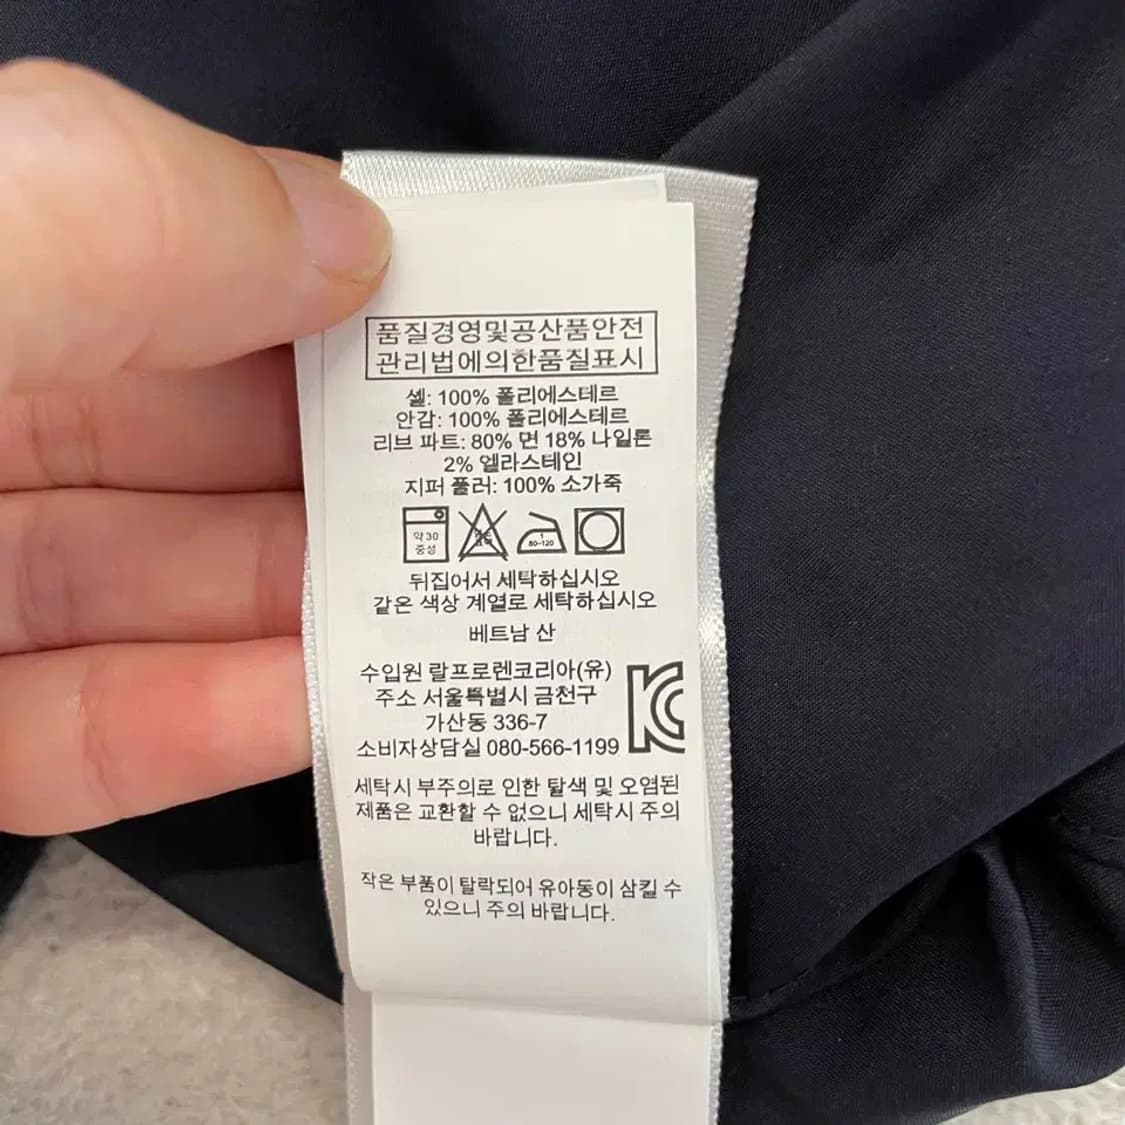 품질경영및공산품안전
관리법에의한품질표시
셸: 100% 폴리에스테르
안감: 100% 폴리에스테르
리브 파트: 80% 면 18% 나일론
2% 엘라스테인
지퍼 풀러: 100% 소가죽
약 30
중성
1
80-120
뒤집어서 세탁하십시오
같은 색상 계열로 세탁하십시오
베트남 산
수입원 랄프로렌코리아(유)
주소 서울특별시 금천구
가산동 336-7
소비자상담실 080-566-1199
세탁시 부주의로 인한 탈색 및 오염된
제품은 교환할 수 없으니 세탁시 주의
바랍니다.
작은 부품이 탈락되어 유아동이 삼킬 수
있으니 주의 바랍니다.